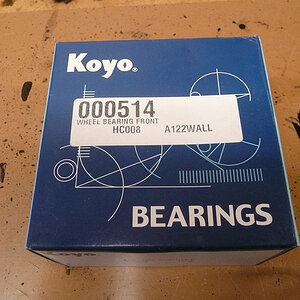 Koyo®
000514
WHEEL BEARING FRONT
HC008 A122WALL
BEARINGS